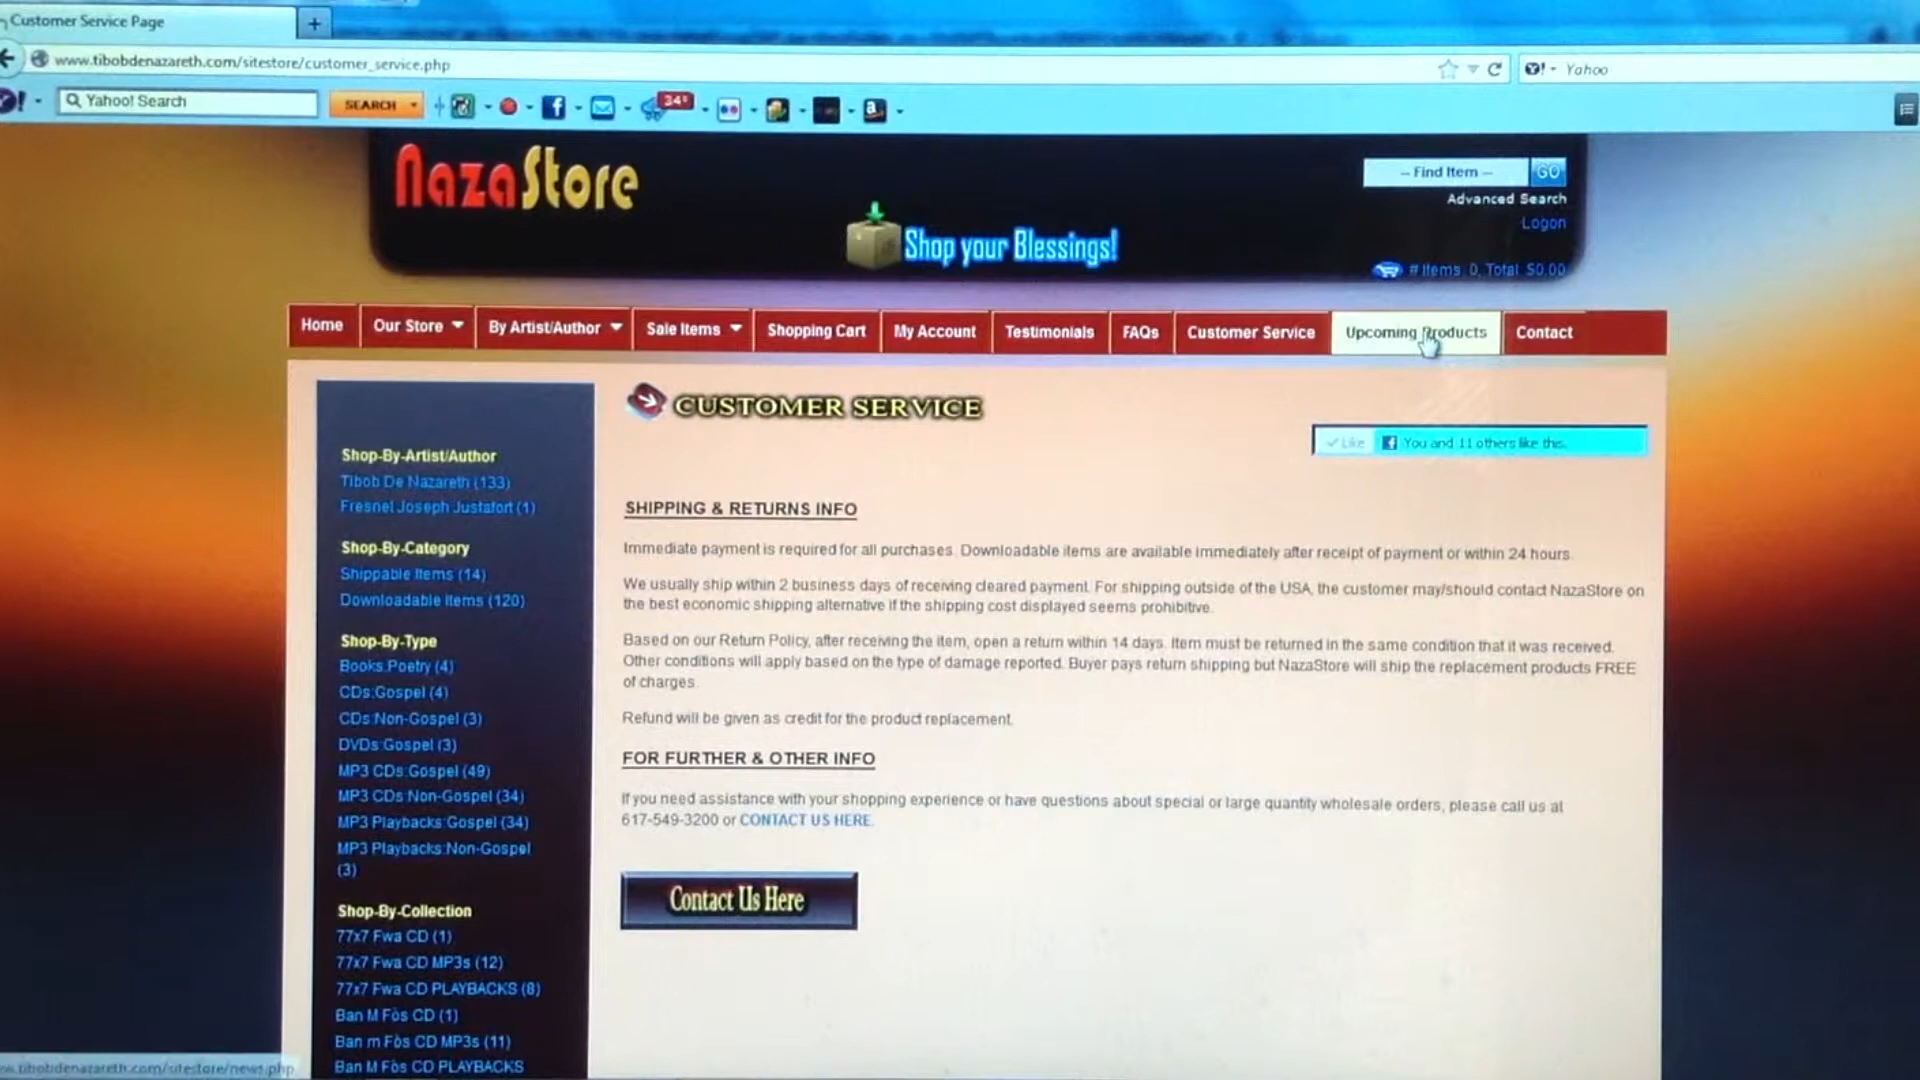 Customer Service Page
www.tibobdenazareth.com/sitestore/customer_service.php
Yahoo
Yahoo! Search
SEARCH
34°
NazaStore
-- Find Item --
GO
Advanced Search
Logon
Shop your Blessings!
# Items 0, Total $0.00
Home
Our Store
By Artist/Author
Sale Items
Shopping Cart
My Account
Testimonials
FAQs
Customer Service
Upcoming Products
Contact
CUSTOMER SERVICE
Like
You and 11 others like this.
Shop-By-Artist/Author
Tibob De Nazareth (133)
Fresnel Joseph Justafort (1)
Shop-By-Category
Shippable Items (14)
Downloadable Items (120)
Shop-By-Type
Books:Poetry (4)
CDs:Gospel (4)
CDs:Non-Gospel (3)
DVDs:Gospel (3)
MP3 CDs:Gospel (49)
MP3 CDs:Non-Gospel (34)
MP3 Playbacks:Gospel (34)
MP3 Playbacks:Non-Gospel
(3)
Shop-By-Collection
77x7 Fwa CD (1)
77x7 Fwa CD MP3s (12)
77x7 Fwa CD PLAYBACKS (8)
Ban M Fòs CD (1)
Ban m Fòs CD MP3s (11)
Ban M Fòs CD PLAYBACKS
SHIPPING & RETURNS INFO
Immediate payment is required for all purchases. Downloadable items are available immediately after receipt of payment or within 24 hours.
We usually ship within 2 business days of receiving cleared payment. For shipping outside of the USA, the customer may/should contact NazaStore on
the best economic shipping alternative if the shipping cost displayed seems prohibitive.
Based on our Return Policy, after receiving the item, open a return within 14 days. Item must be returned in the same condition that it was received.
Other conditions will apply based on the type of damage reported. Buyer pays return shipping but NazaStore will ship the replacement products FREE
of charges.
Refund will be given as credit for the product replacement.
FOR FURTHER & OTHER INFO
If you need assistance with your shopping experience or have questions about special or large quantity wholesale orders, please call us at
617-549-3200 or CONTACT US HERE.
Contact Us Here
w.tibobdenazareth.com/sitestore/news.php